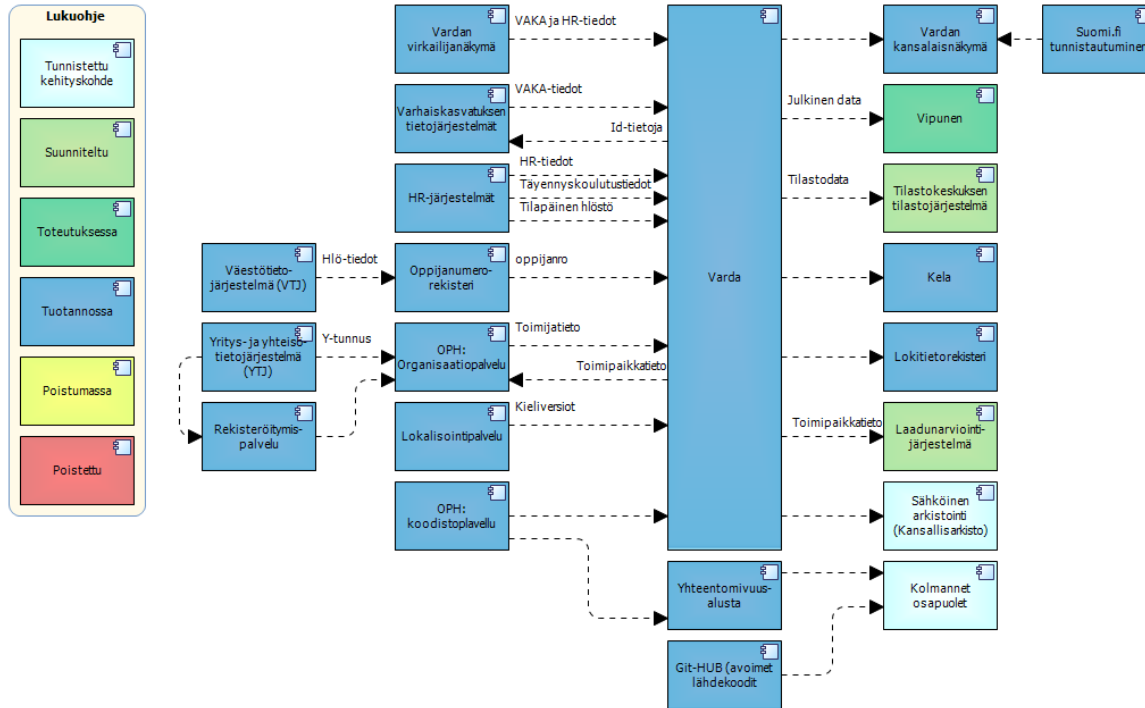 Lukuohje
Tunnistettu
kehityskohde
Suunniteltu
Toteutuksessa
Tuotannossa
Poistumassa
Poistettu
Väestötieto-
järjestelmä (VTJ)
Yritys- ja yhteisö-
tietojärjestelmä
(YTJ)
Rekisteröitymis-
palvelu
Hlö-tiedot
Y-tunnus
Vardan
virkailijanäkymä
Varhaiskasvatuksen
tietojärjestelmät
HR-järjestelmät
Oppijanumero-
rekisteri
OPH:
Organisaatiopalvelu
Lokalisointipalvelu
OPH:
koodistoplavellu
VAKA ja HR-tiedot
VAKA-tiedot
Id-tietoja
HR-tiedot
Täyennyskoulutustiedot
Tilapäinen hlöstö
oppijanro
Toimijatieto
Toimipaikkatieto
Kieliversiot
Varda
Yhteentomivuus-
alusta
Git-HUB (avoimet
lähdekoodit
Julkinen data
Tilastodata
Toimipaikkatieto
Vardan
kansalaisnäkymä
Vipunen
Tilastokeskuksen
tilastojärjestelmä
Kela
Lokitietorekisteri
Laadunarviointi-
järjestelmä
Sähköinen
arkistointi
(Kansallisarkisto)
Kolmannet
osapuolet
Suomi.fi
tunnistautuminen